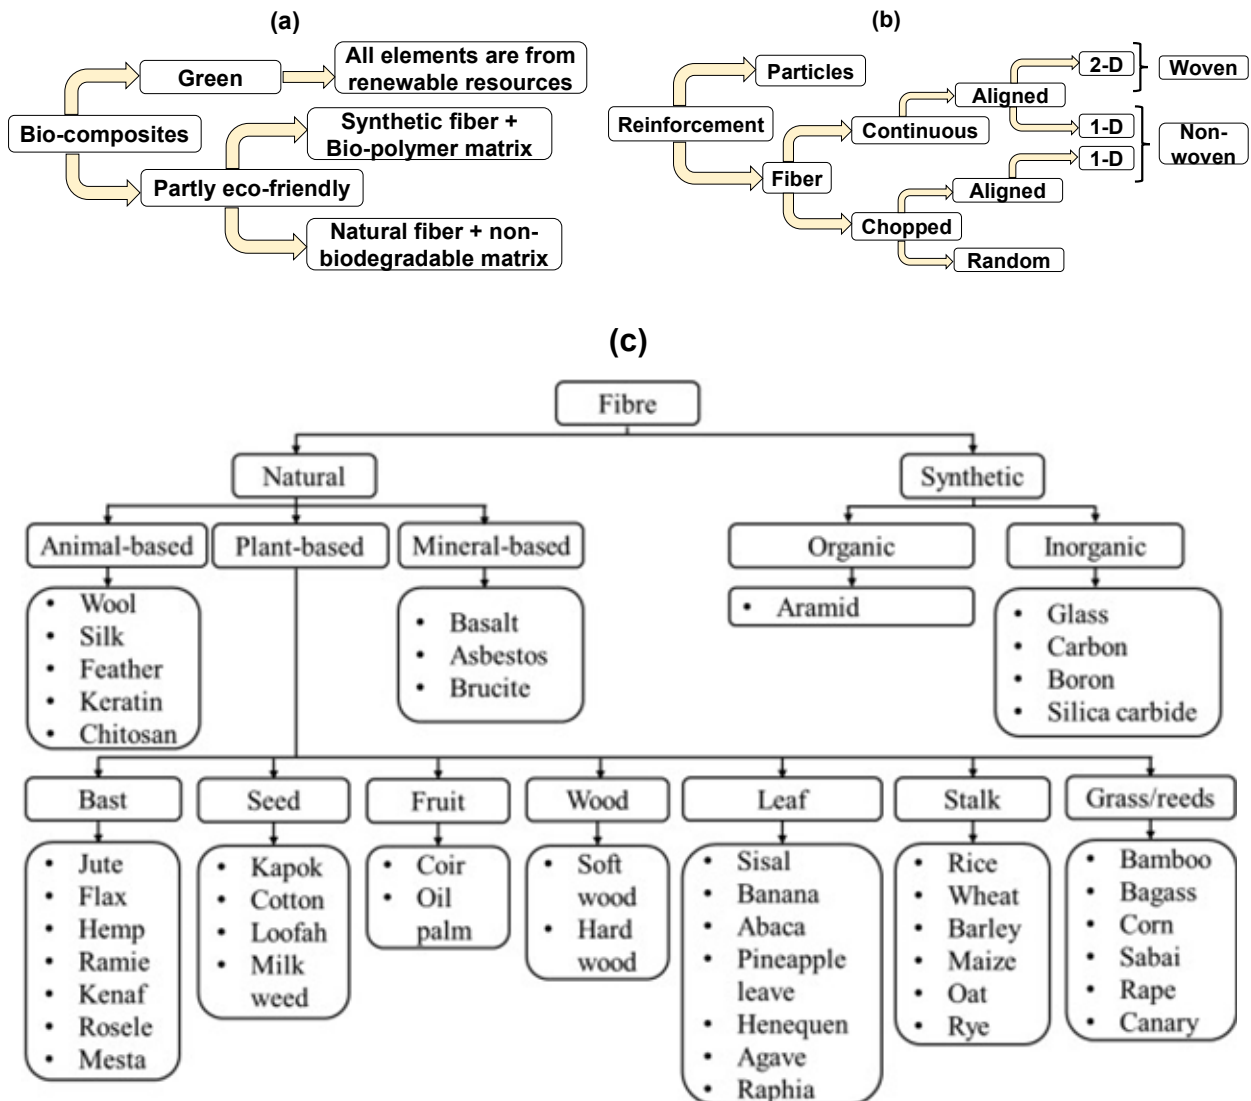 (a)
Green
All elements are from
renewable resources
Bio-composites
Synthetic fiber +
Bio-polymer matrix
Partly eco-friendly
Natural fiber + non-
biodegradable matrix
(b)
Particles
Reinforcement
Fiber
Continuous
Aligned
2-D
Woven
1-D
1-D
Non-
woven
Aligned
Chopped
Random
(c)
Fibre
Natural
Synthetic
Animal-based
Plant-based
Mineral-based
Organic
Inorganic
• Wool
• Silk
• Feather
• Keratin
• Chitosan
• Basalt
• Asbestos
• Brucite
• Aramid
• Glass
• Carbon
• Boron
• Silica carbide
Bast
Seed
Fruit
Wood
Leaf
Stalk
Grass/reeds
• Jute
• Flax
• Hemp
• Ramie
• Kenaf
• Rosele
• Mesta
• Kapok
• Cotton
• Loofah
• Milk
weed
• Coir
• Oil
palm
• Soft
wood
• Hard
wood
• Sisal
• Banana
• Abaca
• Pineapple
leave
• Henequen
• Agave
• Raphia
• Rice
• Wheat
• Barley
• Maize
• Oat
• Rye
• Bamboo
• Bagass
• Corn
• Sabai
• Rape
• Canary